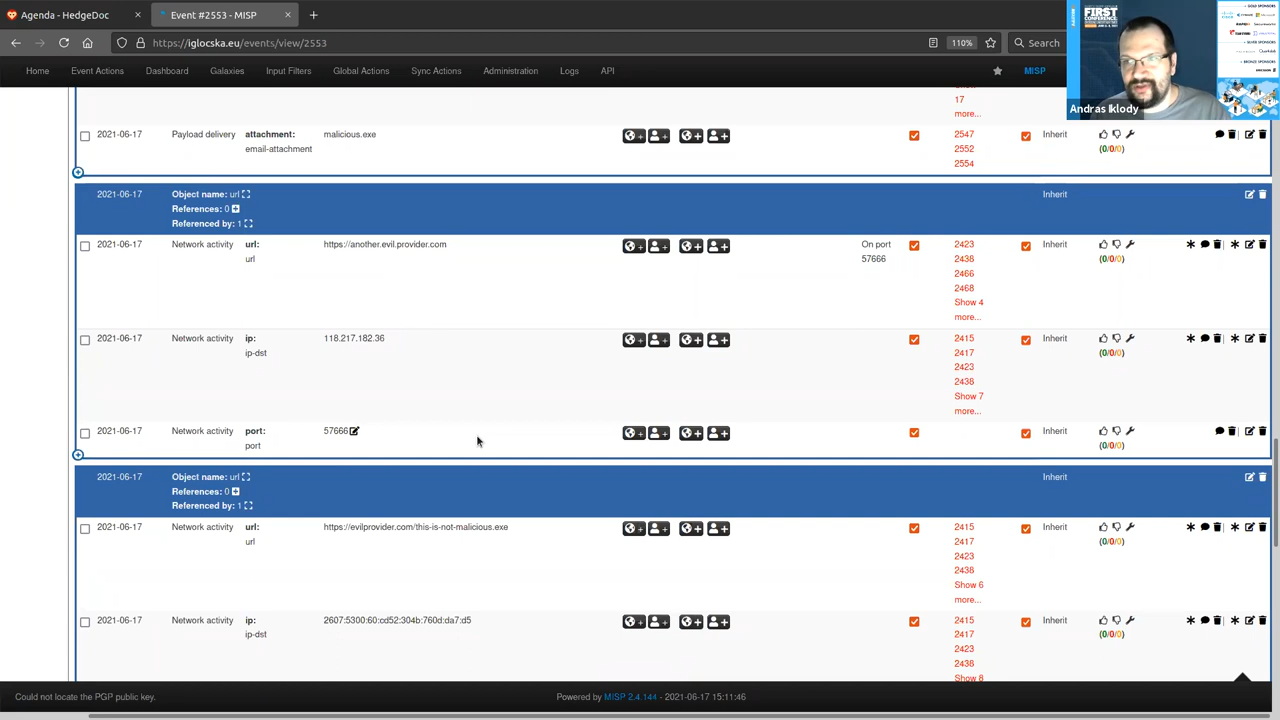 Agenda - HedgeDoc
Event #2553 - MISP
https://iglocska.eu/events/view/2553
110%
Search
Home Event Actions Dashboard Galaxies Input Filters Global Actions Sync Actions Administration Logs API
MISP
FIRST
CONFERENCE
Andras Iklody
17
more...
2021-06-17 Payload delivery attachment: malicious.exe 2547 Inherit
email-attachment 2552 (0/0/0)
2554
2021-06-17 Object name: url Inherit
References: 0
Referenced by: 1
2021-06-17 Network activity url: https://another.evil.provider.com On port 2423 Inherit
url 57666 2438 (0/0/0)
2466
2468
Show 4
more...
2021-06-17 Network activity ip: 118.217.182.36 2415 Inherit
ip-dst 2417 (0/0/0)
2423
2438
Show 7
more...
2021-06-17 Network activity port: 57666 Inherit
port (0/0/0)
2021-06-17 Object name: url Inherit
References: 0
Referenced by: 1
2021-06-17 Network activity url: https://evilprovider.com/this-is-not-malicious.exe 2415 Inherit
url 2417 (0/0/0)
2423
2438
Show 6
more...
2021-06-17 Network activity ip: 2607:5300:60:cd52:304b:760d:da7:d5 2415 Inherit
ip-dst 2417 (0/0/0)
2423
2438
Show 8
Could not locate the PGP public key. Powered by MISP 2.4.144 - 2021-06-17 15:11:46